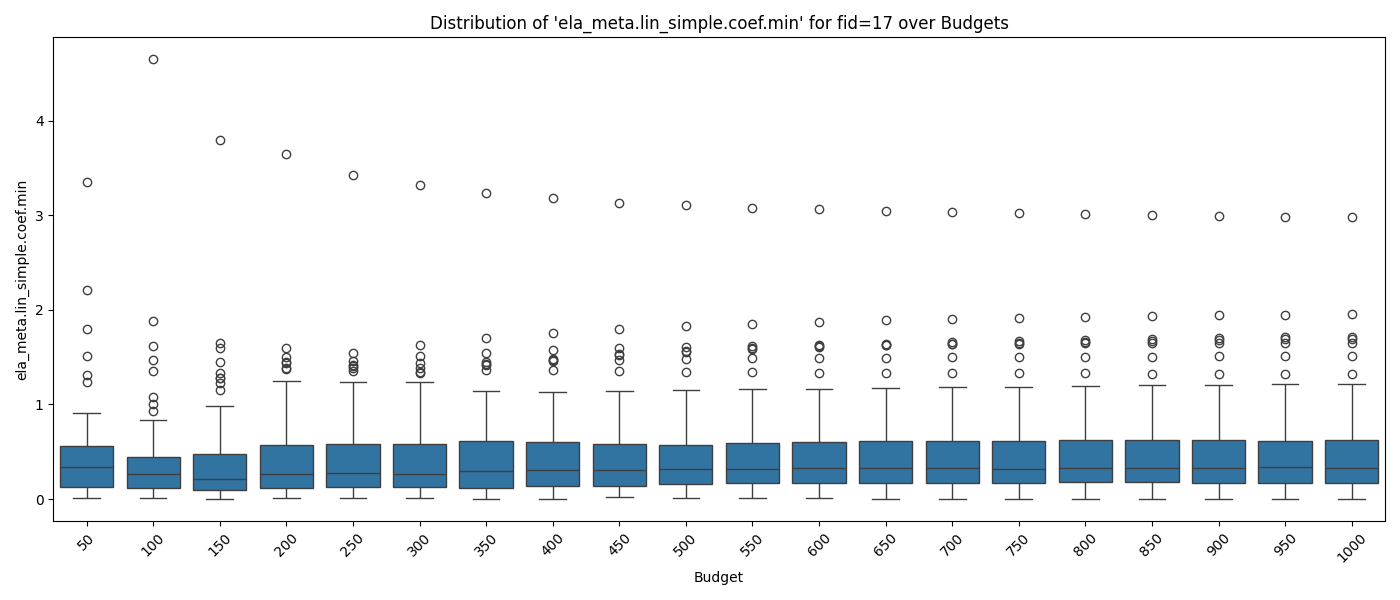 Distribution of 'ela_meta.lin_simple.coef.min' for fid=17 over Budgets
ela_meta.lin_simple.coef.min
4
3
2
1
0
50 100 150 200 250 300 350 400 450 500 550 600 650 700 750 800 850 900 950 1000
Budget